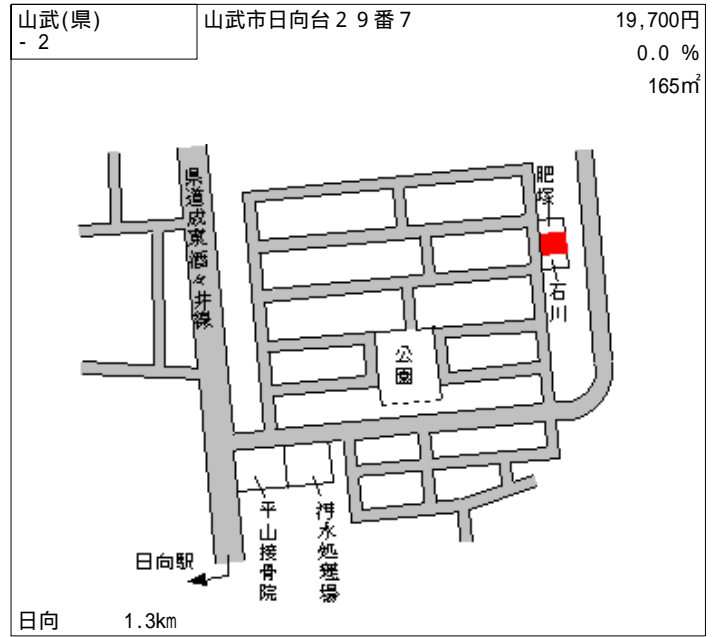 山武(県)
- 2
山武市日向台２９番７
19,700円
0.0 %
165㎡
肥塚
県道成東酒々井線
石川
公園
平山接骨院
汚水処理場
日向駅
日向 1.3km